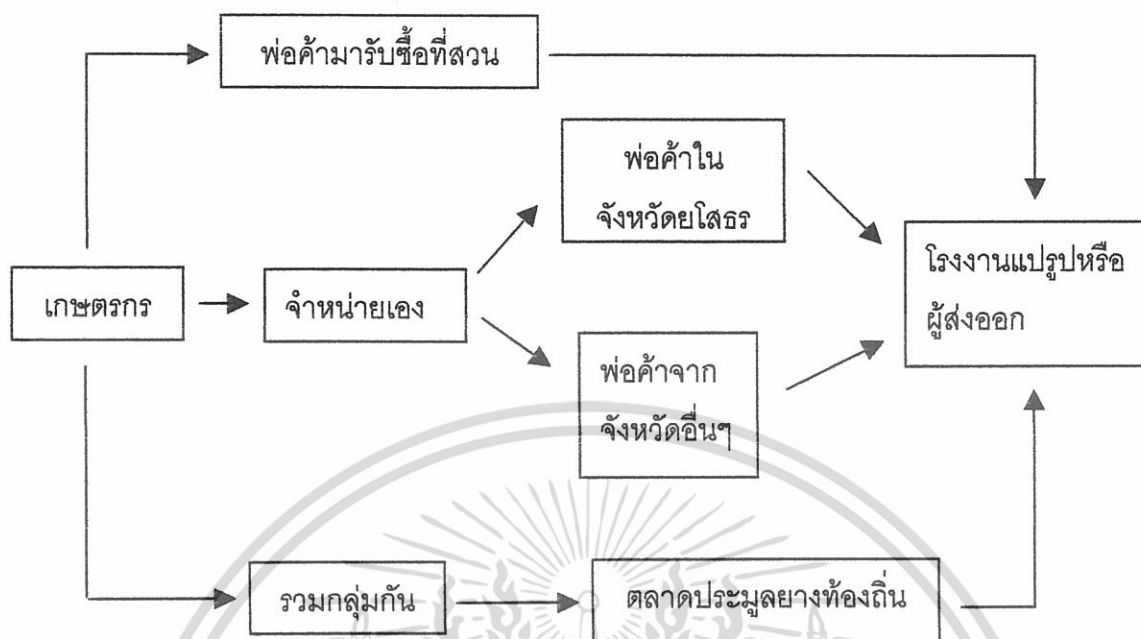 พ่อค้ามารับซื้อที่สวน
พ่อค้าใน
จังหวัดยโสธร
เกษตรกร
จำหน่ายเอง
โรงงานแปรูปหรือ
ผู้ส่งออก
พ่อค้าจาก
จังหวัดอื่นๆ
รวมกลุ่มกัน
ตลาดประมูลยางท้องถิ่น